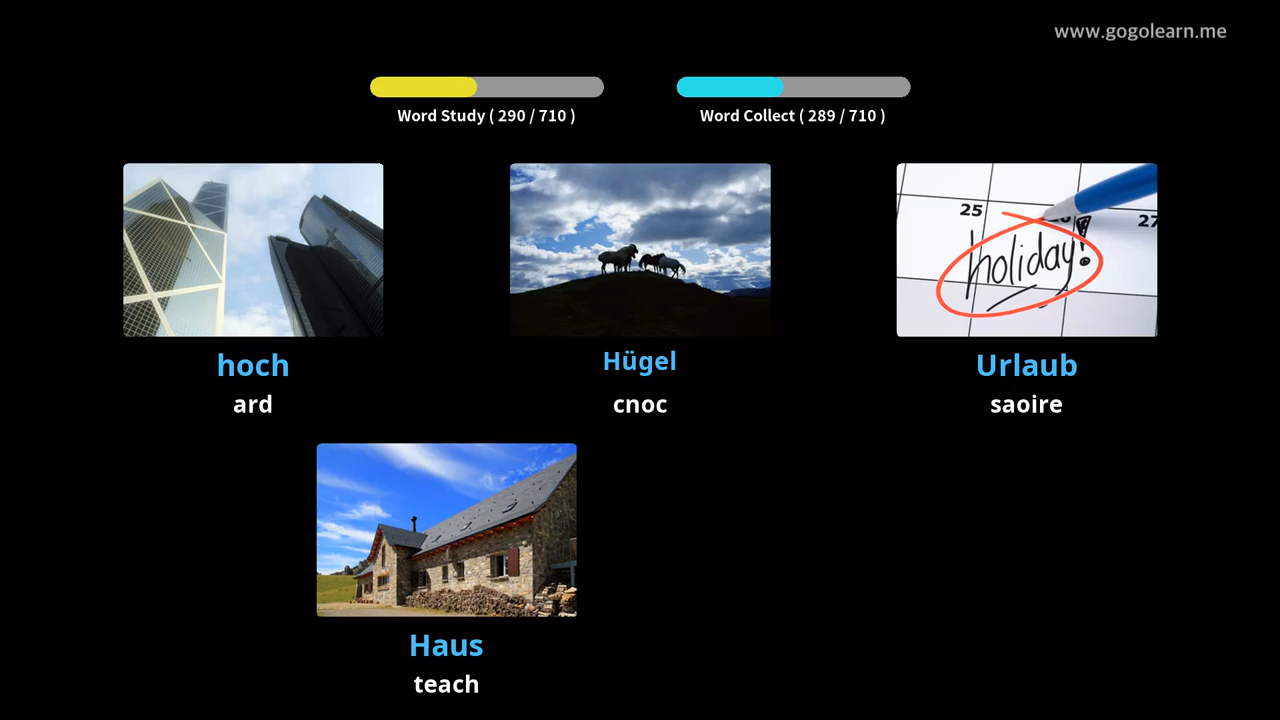 www.gogolearn.me
Word Study ( 290 / 710 )
Word Collect ( 289 / 710 )
25
27
holiday!
hoch
Hügel
Urlaub
ard
cnoc
saoire
Haus
teach